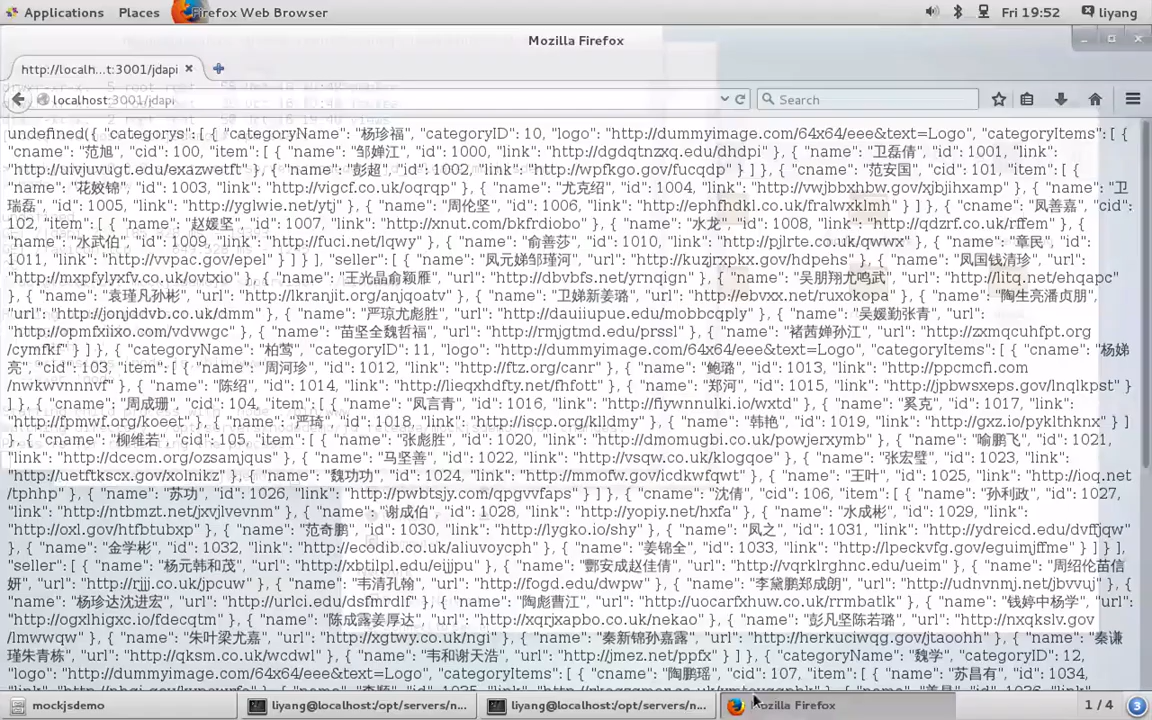 Applications Places Firefox Web Browser Fri 19:52 liyang
Mozilla Firefox
http://localh...t:3001/jdapi
localhost:3001/jdapi Search
undefined({ "categorys": [ { "categoryName": "杨珍福", "categoryID": 10, "logo": "http://dummyimage.com/64x64/eee&text=Logo", "categoryItems": [ {
"cname": "范旭", "cid": 100, "item": [ { "name": "邹婵江", "id": 1000, "link": "http://dgdqtnzxq.edu/dhdpi" }, { "name": "卫磊倩", "id": 1001, "link":
"http://uivjuvugt.edu/exazwetft" }, { "name": "彭超", "id": 1002, "link": "http://wpfkgo.gov/fucqdp" } ] }, { "cname": "范安国", "cid": 101, "item": [ {
"name": "花姣锦", "id": 1003, "link": "http://vigcf.co.uk/oqrqp" }, { "name": "尤克绍", "id": 1004, "link": "http://vwjbbxhbw.gov/xjbjihxamp" }, { "name": "卫
瑞磊", "id": 1005, "link": "http://yglwie.net/ytj" }, { "name": "周伦坚", "id": 1006, "link": "http://ephfhdkl.co.uk/fralwxlmh" } ] }, { "cname": "凤善嘉", "cid":
102, "item": [ { "name": "赵媛坚", "id": 1007, "link": "http://xnut.com/bkfrdiobo" }, { "name": "水龙", "id": 1008, "link": "http://qdzrf.co.uk/rffem" },
{ "name": "水武伯", "id": 1009, "link": "http://fuci.net/lqwy" }, { "name": "俞善莎", "id": 1010, "link": "http://pjlrte.co.uk/qwwx" }, { "name": "章民", "id":
1011, "link": "http://vvpac.gov/epel" } ] } ], "seller": [ { "name": "凤元娣邹瑾河", "url": "http://kuzjrxpkx.gov/hdpehs" }, { "name": "凤国钱清珍", "url":
"http://mxpfylyxfv.co.uk/ovtxio" }, { "name": "王光晶俞颖雁", "url": "http://dbvbfs.net/yrnqign" }, { "name": "吴朋翔尤鸣武", "url": "http://litq.net/ehqapc"
}, { "name": "袁瑾凡孙彬", "url": "http://lkranjit.org/anjqoatv" }, { "name": "卫娣新姜璐", "url": "http://ebvxx.net/ruxokopa" }, { "name": "陶生亮潘贞朋",
"url": "http://jonjddvb.co.uk/dmm" }, { "name": "严琼尤彪胜", "url": "http://dauiiupue.edu/mobbcqply" }, { "name": "吴媛勤张青", "url":
"http://opmfxiixo.com/vdvwgc" }, { "name": "苗坚全魏哲福", "url": "http://rmjgtmd.edu/prssl" }, { "name": "褚茜婵孙江", "url": "http://zxmqcuhfpt.org
/cymfkf" } ] }, { "categoryName": "柏莺", "categoryID": 11, "logo": "http://dummyimage.com/64x64/eee&text=Logo", "categoryItems": [ { "cname": "杨娣
亮", "cid": 103, "item": [ { "name": "周河珍", "id": 1012, "link": "http://ftz.org/canr" }, { "name": "鲍璐", "id": 1013, "link": "http://ppcmcfi.com
/nwkwvnnnvf" }, { "name": "陈绍", "id": 1014, "link": "http://lieqxhdfty.net/fhfott" }, { "name": "郑河", "id": 1015, "link": "http://jpbwsxeps.gov/lnqlkpst" }
] }, { "cname": "周成珊", "cid": 104, "item": [ { "name": "凤言青", "id": 1016, "link": "http://fiywnnulki.io/wxtd" }, { "name": "奚克", "id": 1017, "link":
"http://fpmwf.org/koeet" }, { "name": "严琦", "id": 1018, "link": "http://iscp.org/kldmy" }, { "name": "韩艳", "id": 1019, "link": "http://gxz.io/pyklthknx" } ]
}, { "cname": "柳维若", "cid": 105, "item": [ { "name": "张彪胜", "id": 1020, "link": "http://dmomugbi.co.uk/powjerxymb" }, { "name": "喻鹏飞", "id": 1021,
"link": "http://dcecm.org/ozsamjqus" }, { "name": "马坚善", "id": 1022, "link": "http://vsqw.co.uk/klogqoe" }, { "name": "张宏璧", "id": 1023,
"link": "http://uetftkscx.gov/xolnikz" }, { "name": "魏功功", "id": 1024, "link": "http://mmofw.gov/icdkwfqwt" }, { "name": "王叶", "id": 1025, "link": "http://ioq.net
/tphhp" }, { "name": "苏功", "id": 1026, "link": "http://pwbtsjy.com/qpgvvfaps" } ] }, { "cname": "沈倩", "cid": 106, "item": [ { "name": "孙利政", "id": 1027,
"link": "http://ntbmzt.net/jxvjlevnm" }, { "name": "谢成伯", "id": 1028, "link": "http://yopiy.net/hxfa" }, { "name": "水成彬", "id": 1029, "link":
"http://oxl.gov/htfbtubxp" }, { "name": "范奇鹏", "id": 1030, "link": "http://lygko.io/shy" }, { "name": "凤之", "id": 1031, "link": "http://ydreicd.edu/dvffjqw"
}, { "name": "金学彬", "id": 1032, "link": "http://ecodib.co.uk/aliuvoycph" }, { "name": "姜锦全", "id": 1033, "link": "http://lpeckvfg.gov/eguimjffme" } ] } ],
"seller": [ { "name": "杨元韩和茂", "url": "http://xbtilpl.edu/eijjpu" }, { "name": "酆安成赵佳倩", "url": "http://vqrklrghnc.edu/ueim" }, { "name": "周绍伦苗信
妍", "url": "http://rjjj.co.uk/jpcuw" }, { "name": "韦清孔翰", "url": "http://fogd.edu/dwpw" }, { "name": "李黛鹏郑成朗", "url": "http://udnvnmj.net/jbvvuj" },
{ "name": "杨珍达沈进宏", "url": "http://urlci.edu/dsfmrdlf" }, { "name": "陶彪曹江", "url": "http://uocarfxhuw.co.uk/rrmbatlk" }, { "name": "钱婷中杨学", "url":
"http://ogxlhigxc.io/fdecqtm" }, { "name": "陈成露姜厚达", "url": "http://xqrjxapbo.co.uk/nekao" }, { "name": "彭凡坚陈若璐", "url": "http://nxqkslv.gov
/lmwwqw" }, { "name": "朱叶梁尤嘉", "url": "http://xgtwy.co.uk/ngi" }, { "name": "秦新锦孙嘉露", "url": "http://herkuciwqg.gov/jtaoohh" }, { "name": "秦谦
瑾朱青栋", "url": "http://qksm.co.uk/wcdwl" }, { "name": "韦和谢天浩", "url": "http://jmez.net/ppfx" } ] }, { "categoryName": "魏学", "categoryID": 12,
"logo": "http://dummyimage.com/64x64/eee&text=Logo", "categoryItems": [ { "cname": "陶鹏瑶", "cid": 107, "item": [ { "name": "苏昌有", "id": 1034,
mockjsdemo liyang@localhost:/opt/servers/n... liyang@localhost:/opt/servers/n... Mozilla Firefox 1 / 4 3